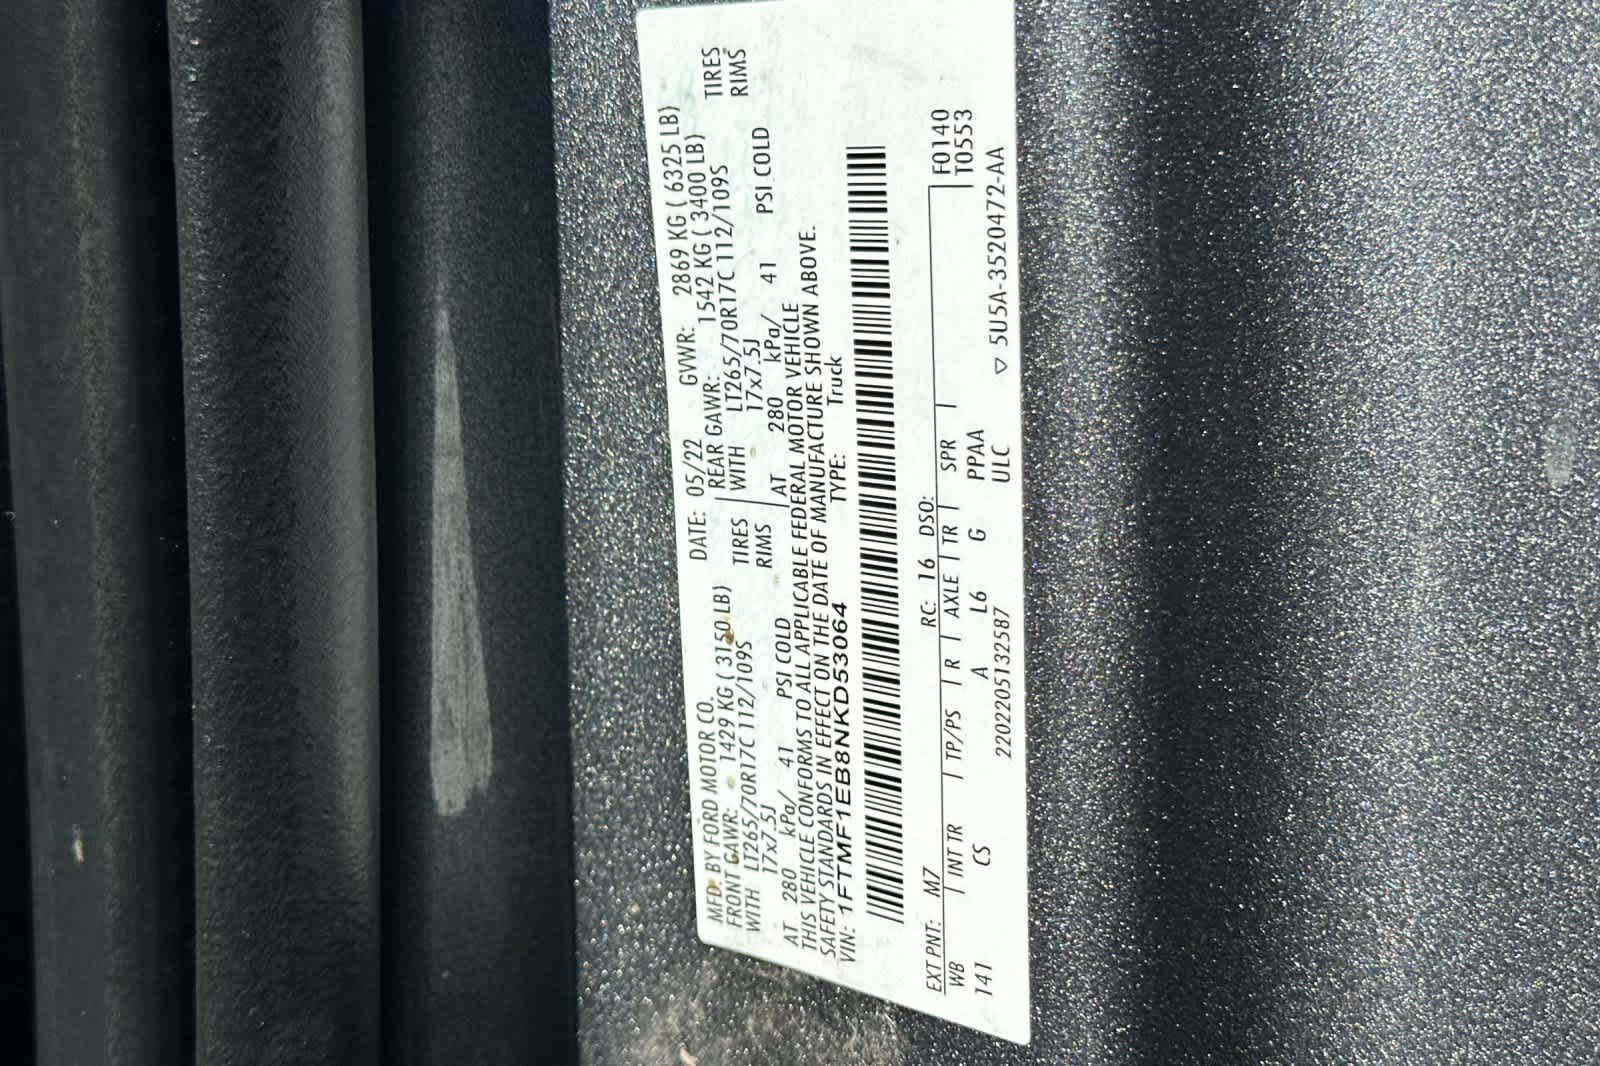 MFD. BY FORD MOTOR CO. DATE: 05/22 GVWR: 2869 KG ( 6325 LB)
FRONT GAWR: 1429 KG ( 3150 LB) REAR GAWR: 1542 KG ( 3400 LB)
WITH LT265/70R17C 112/109S TIRES WITH LT265/70R17C 112/109S TIRES
17x7.5J RIMS 17x7.5J RIMS
AT 280 kPa/ 41 PSI COLD AT 280 kPa/ 41 PSI COLD
THIS VEHICLE CONFORMS TO ALL APPLICABLE FEDERAL MOTOR VEHICLE
SAFETY STANDARDS IN EFFECT ON THE DATE OF MANUFACTURE SHOWN ABOVE.
VIN: 1FTMF1EB8NKD53064 TYPE: Truck
EXT PNT: M7 RC: 16 DSO: F0140
WB | INT TR | TP/PS | R | AXLE | TR | SPR | T0553
141 CS A L6 G PPAA
2202205132587 ULC ▽ 5U5A-3520472-AA